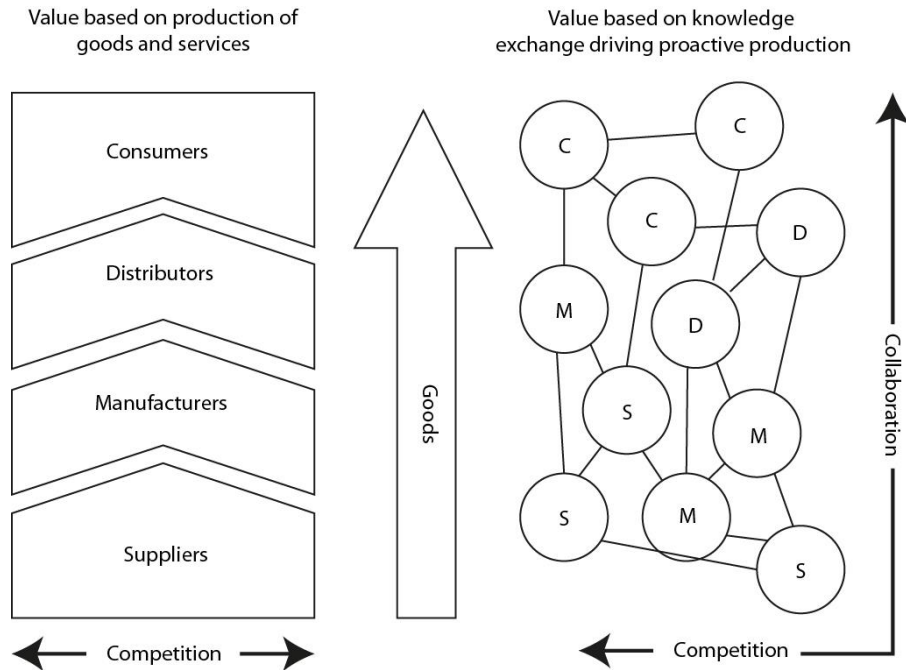 Value based on production of
goods and services
Value based on knowledge
exchange driving proactive production
Consumers
Distributors
Manufacturers
Suppliers
Competition
Goods
C
C
C
D
M
D
S
M
S
M
S
Collaboration
Competition